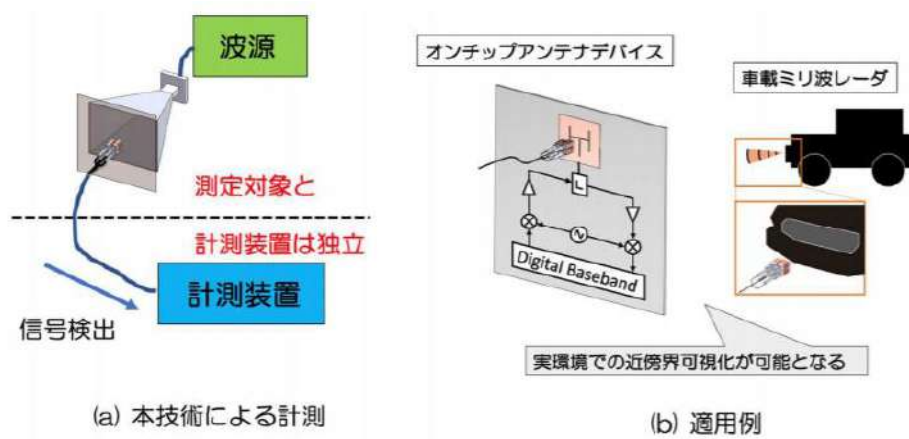 波源
測定対象と
計測装置は独立
計測装置
信号検出
(a) 本技術による計測
オンチップアンテナデバイス
車載ミリ波レーダ
Digital Baseband
実環境での近傍界可視化が可能となる
(b) 適用例